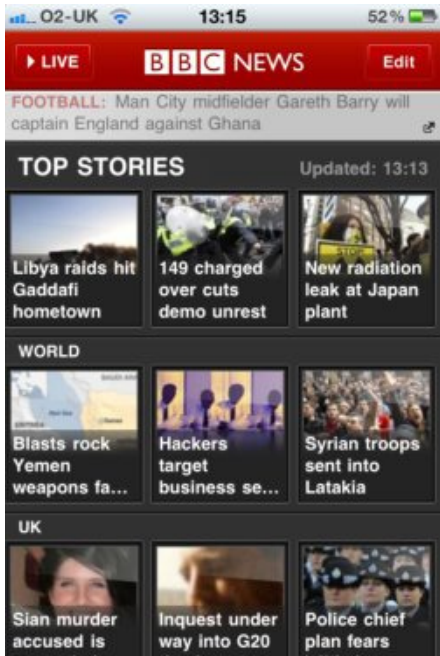 O2-UK 13:15 52%
LIVE BBC NEWS Edit
FOOTBALL: Man City midfielder Gareth Barry will
captain England against Ghana
TOP STORIES Updated: 13:13
STOP
Libya raids hit
Gaddafi
hometown
149 charged
over cuts
demo unrest
New radiation
leak at Japan
plant
WORLD
Blasts rock
Yemen
weapons fa...
Hackers
target
business se...
Syrian troops
sent into
Latakia
UK
Sian murder
accused is
Inquest under
way into G20
Police chief
plan fears